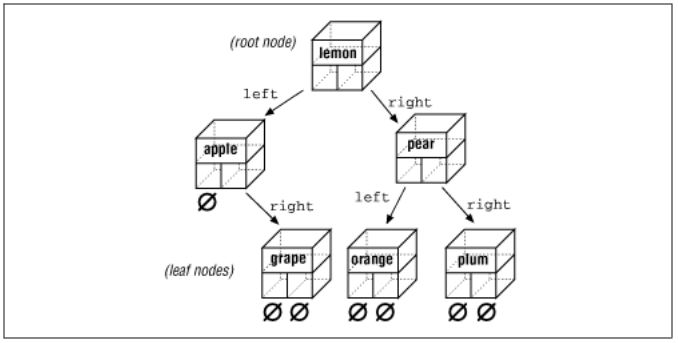 (root node)
lemon
left
right
apple
pear
left
right
right
grape
orange
plum
(leaf nodes)
∅
∅ ∅
∅ ∅
∅ ∅